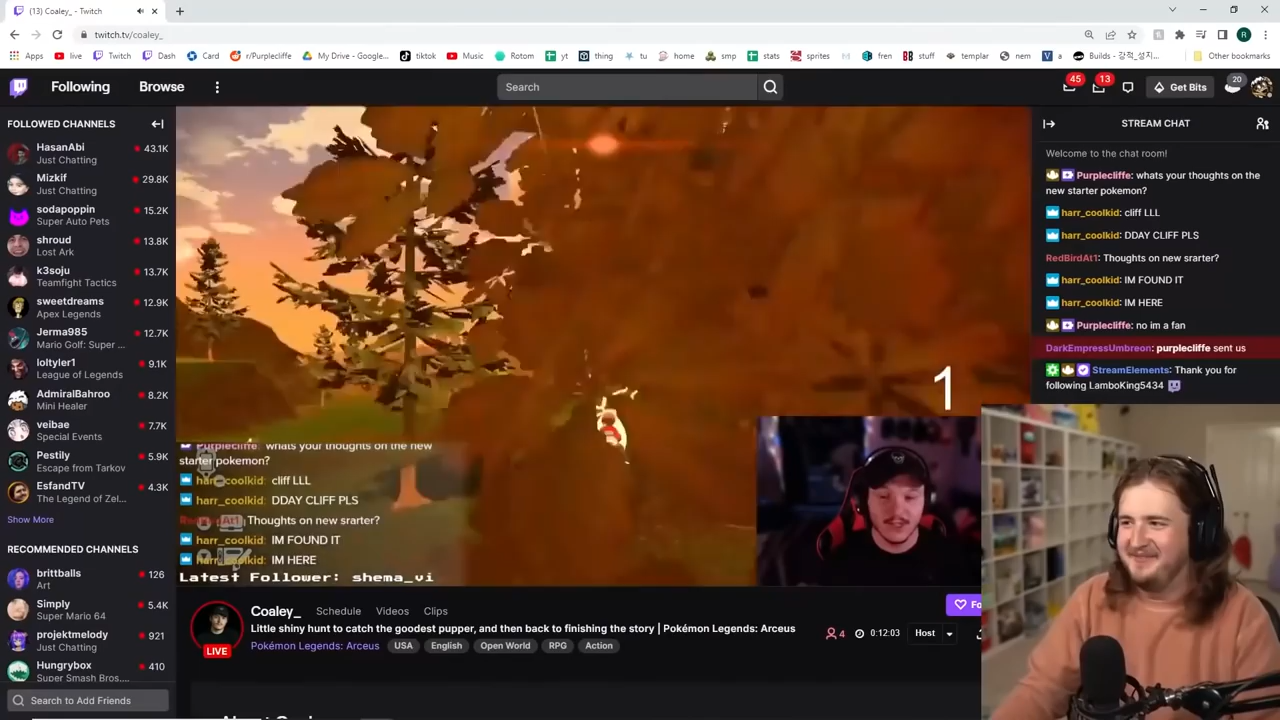 (13) Coaley_ - Twitch
twitch.tv/coaley_
Apps
live
Twitch
Dash
Card
r/Purplecliffe
My Drive - Google...
tiktok
Music
Rotom
yt
thing
tu
home
smp
stats
sprites
fren
stuff
templar
nem
a
Builds - 강적_성지...
Other bookmarks
Following
Browse
Search
45
13
Get Bits
20
FOLLOWED CHANNELS
HasanAbi 43.1K
Just Chatting
Mizkif 29.8K
Just Chatting
sodapoppin 15.2K
Super Auto Pets
shroud 13.8K
Lost Ark
k3soju 13.7K
Teamfight Tactics
sweetdreams 12.9K
Apex Legends
Jerma985 12.7K
Mario Golf: Super ...
loltyler1 9.1K
League of Legends
AdmiralBahroo 8.2K
Mini Healer
veibae 7.7K
Special Events
Pestily 5.9K
Escape from Tarkov
EsfandTV 4.3K
The Legend of Zel...
Show More
RECOMMENDED CHANNELS
brittballs 126
Art
Simply 5.4K
Super Mario 64
projektmelody 921
Just Chatting
Hungrybox 410
Super Smash Bros....
Search to Add Friends
1
Purplecliffe: whats your thoughts on the new
starter pokemon?
harr_coolkid: cliff LLL
harr_coolkid: DDAY CLIFF PLS
RedBirdAt1: Thoughts on new srarter?
harr_coolkid: IM FOUND IT
harr_coolkid: IM HERE
Latest Follower: shema_vi
LIVE
Coaley_
Schedule
Videos
Clips
Fo
Little shiny hunt to catch the goodest pupper, and then back to finishing the story | Pokémon Legends: Arceus
Pokémon Legends: Arceus
USA
English
Open World
RPG
Action
4
0:12:03
Host
STREAM CHAT
Welcome to the chat room!
Purplecliffe: whats your thoughts on the
new starter pokemon?
harr_coolkid: cliff LLL
harr_coolkid: DDAY CLIFF PLS
RedBirdAt1: Thoughts on new srarter?
harr_coolkid: IM FOUND IT
harr_coolkid: IM HERE
Purplecliffe: no im a fan
DarkEmpressUmbreon: purplecliffe sent us
StreamElements: Thank you for
following LamboKing5434